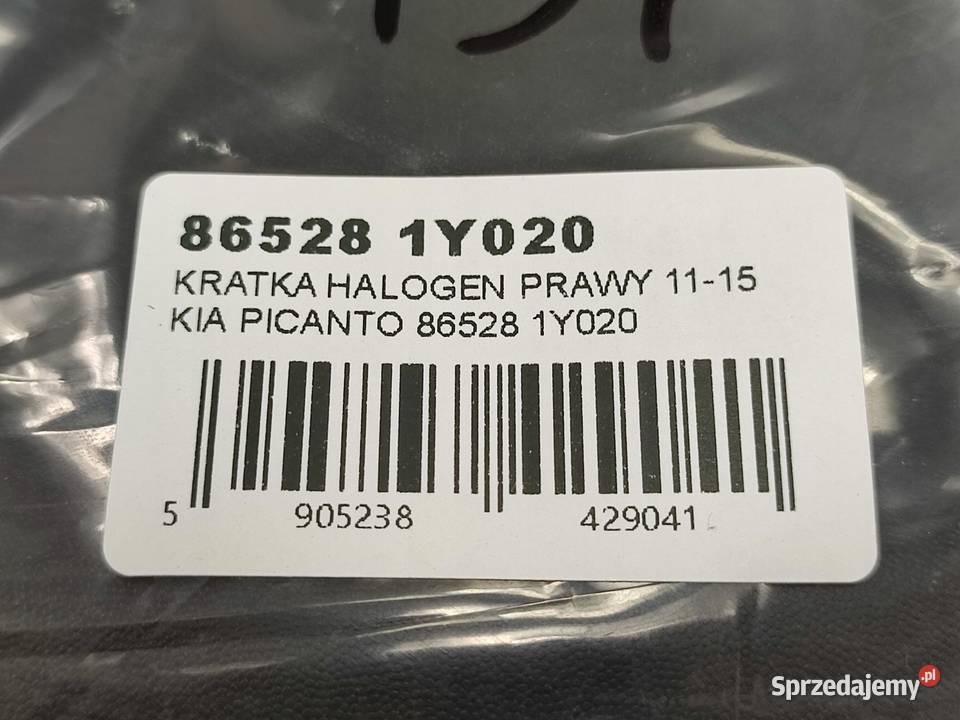 86528 1Y020
KRATKA HALOGEN PRAWY 11-15
KIA PICANTO 86528 1Y020
5 905238 429041
Sprzedajemy.pl